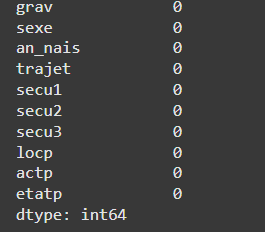 grav 0
sexe 0
an_nais 0
trajet 0
secu1 0
secu2 0
secu3 0
locp 0
actp 0
etatp 0
dtype: int64